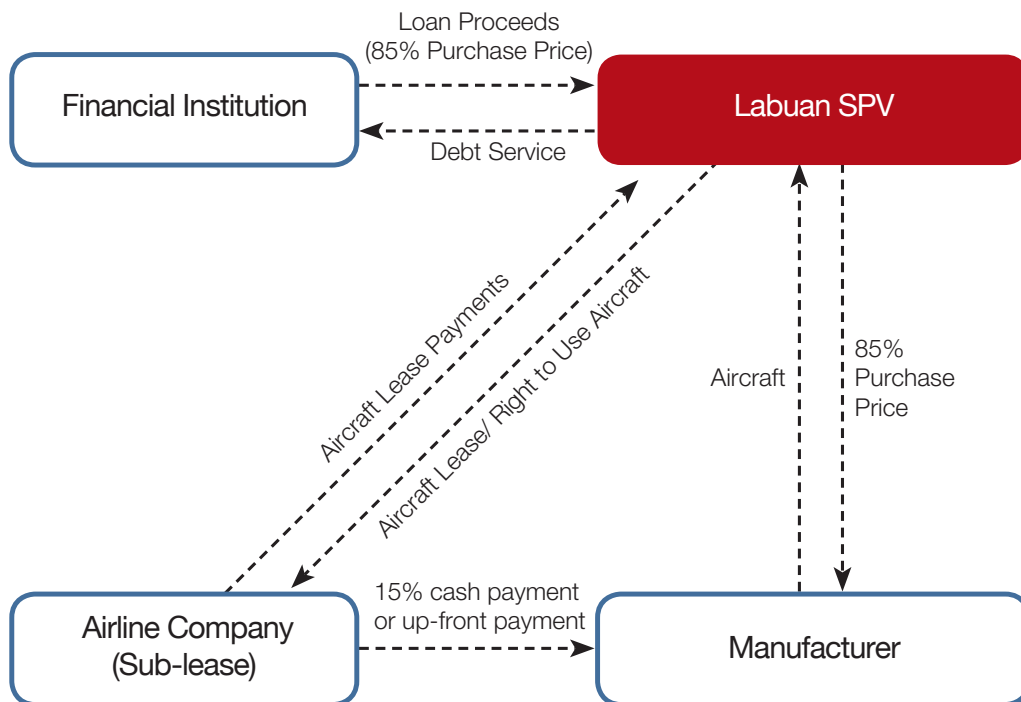 Loan Proceeds
(85% Purchase Price)
Financial Institution
Labuan SPV
Debt Service
Aircraft Lease Payments
Aircraft Lease/ Right to Use Aircraft
Aircraft
85%
Purchase
Price
15% cash payment
or up-front payment
Airline Company
(Sub-lease)
Manufacturer